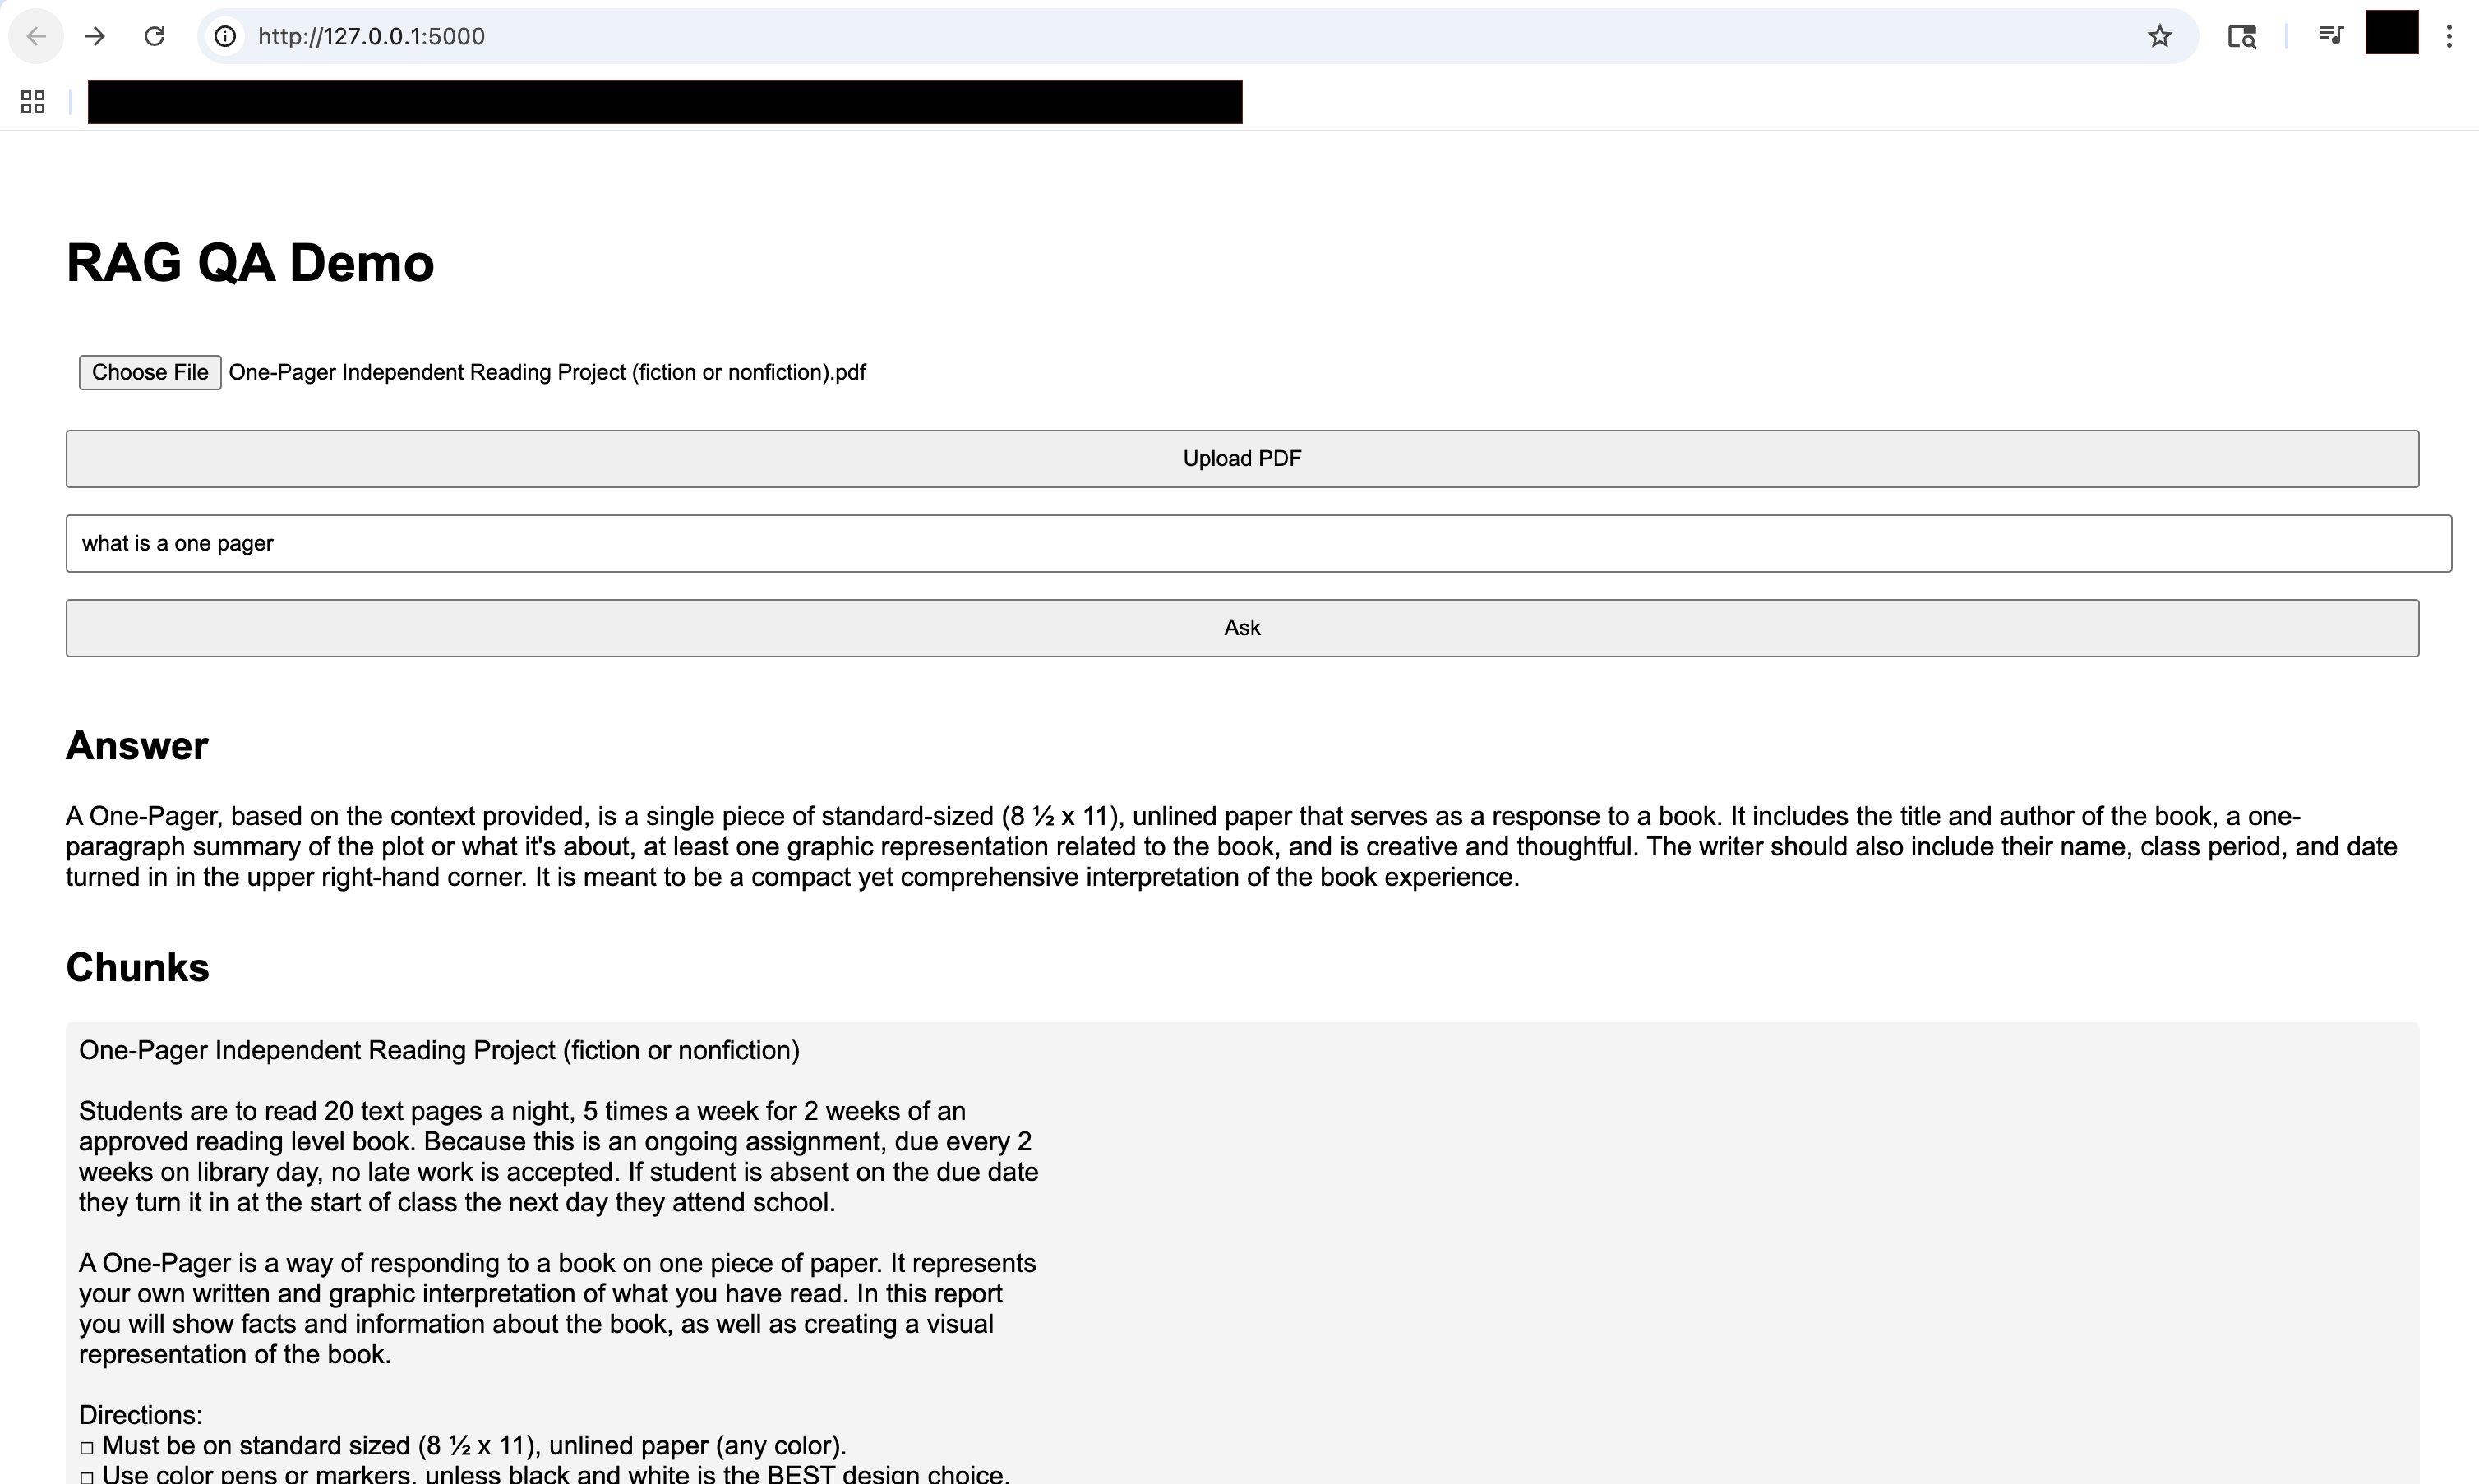 http://127.0.0.1:5000
RAG QA Demo
Choose File One-Pager Independent Reading Project (fiction or nonfiction).pdf
Upload PDF
what is a one pager
Ask
Answer
A One-Pager, based on the context provided, is a single piece of standard-sized (8 ½ x 11), unlined paper that serves as a response to a book. It includes the title and author of the book, a one-
paragraph summary of the plot or what it's about, at least one graphic representation related to the book, and is creative and thoughtful. The writer should also include their name, class period, and date
turned in in the upper right-hand corner. It is meant to be a compact yet comprehensive interpretation of the book experience.
Chunks
One-Pager Independent Reading Project (fiction or nonfiction)
Students are to read 20 text pages a night, 5 times a week for 2 weeks of an
approved reading level book. Because this is an ongoing assignment, due every 2
weeks on library day, no late work is accepted. If student is absent on the due date
they turn it in at the start of class the next day they attend school.
A One-Pager is a way of responding to a book on one piece of paper. It represents
your own written and graphic interpretation of what you have read. In this report
you will show facts and information about the book, as well as creating a visual
representation of the book.
Directions:
□ Must be on standard sized (8 ½ x 11), unlined paper (any color).
□ Use color pens or markers, unless black and white is the BEST design choice.